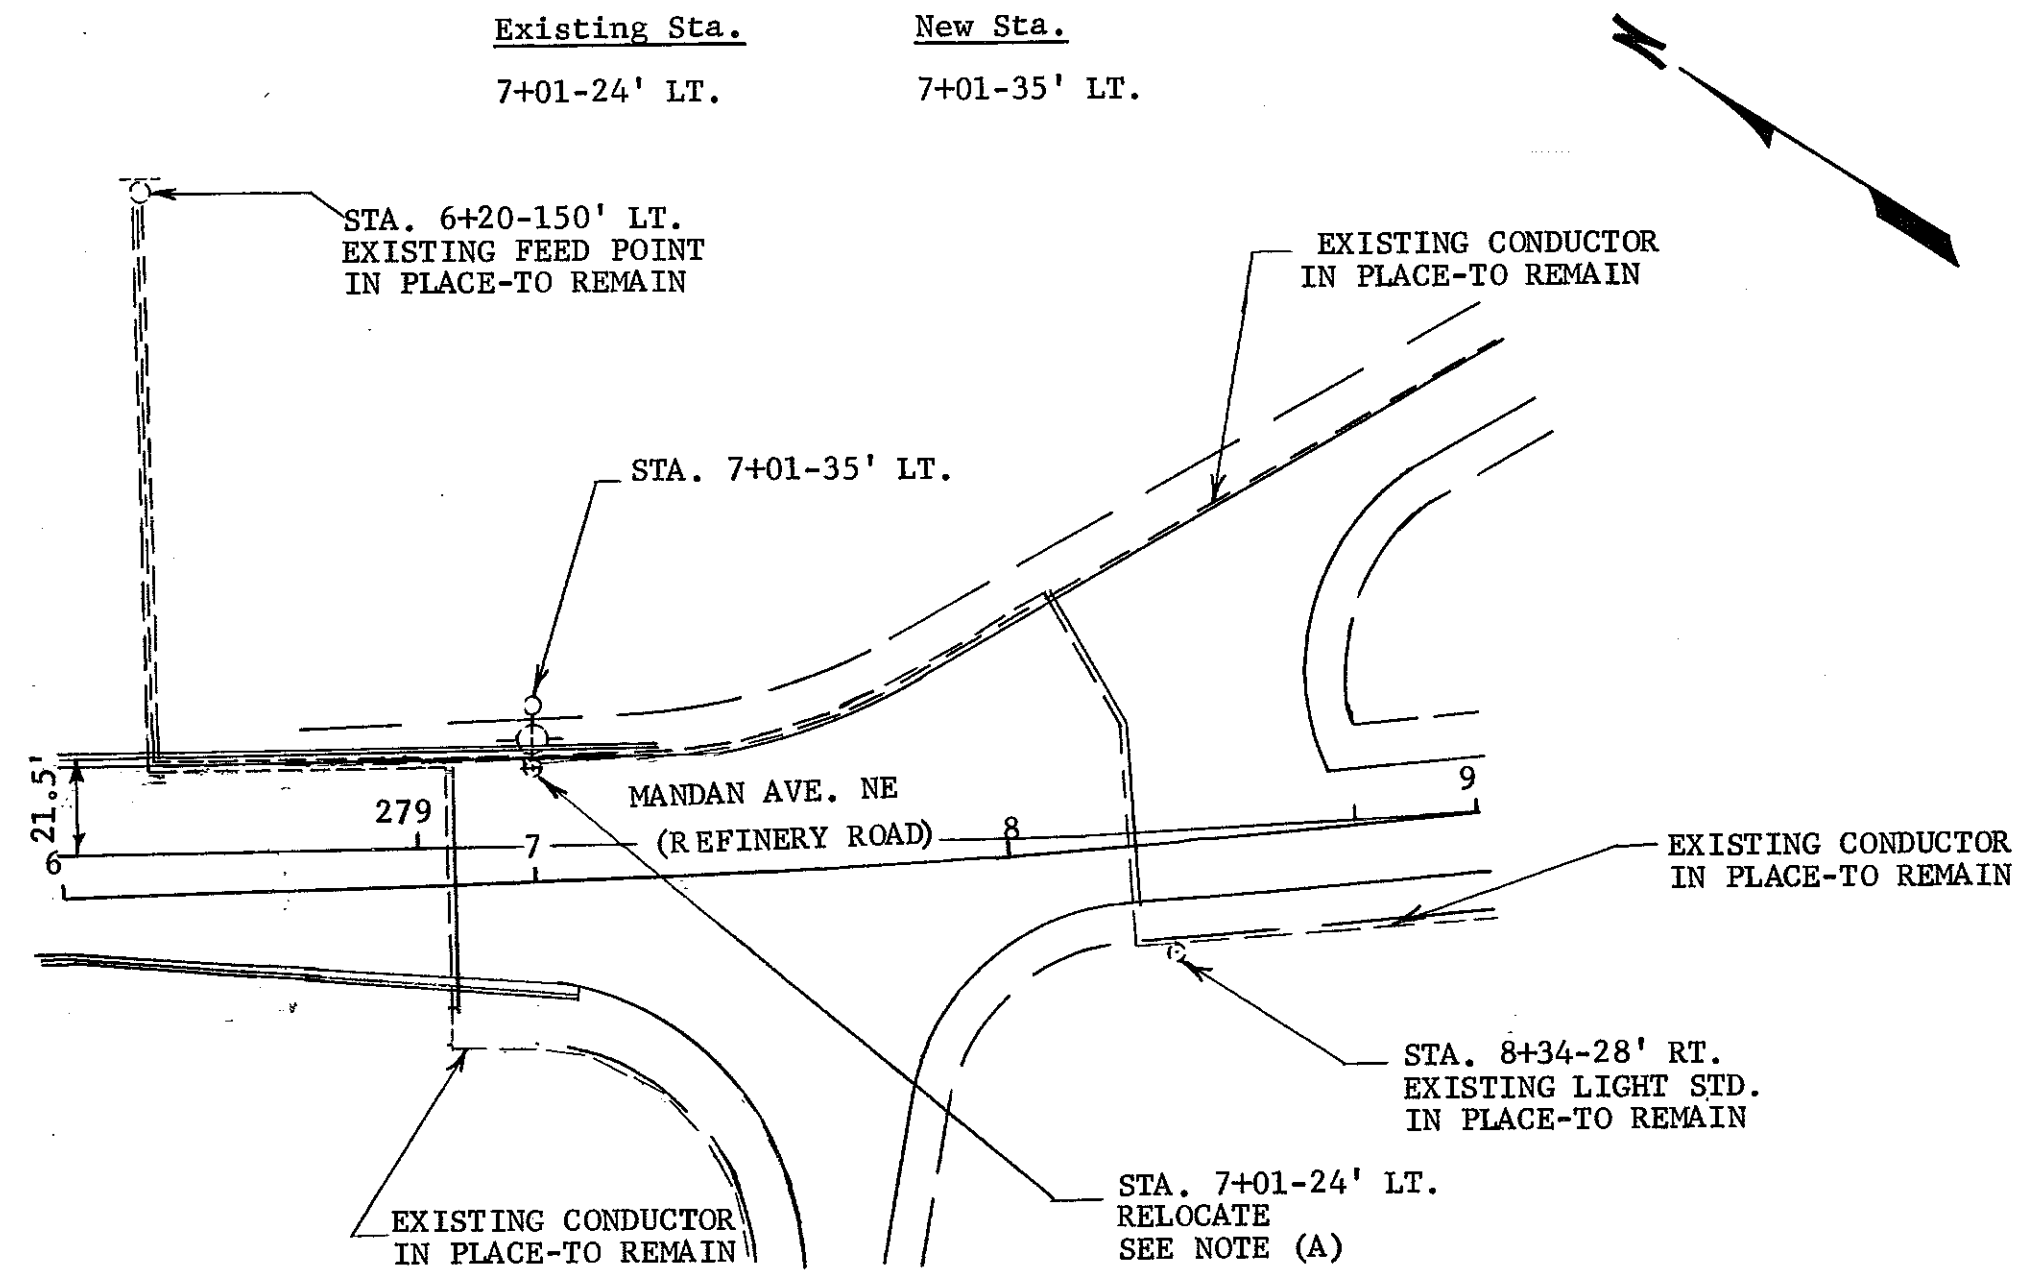 Existing Sta. New Sta.
7+01-24' LT. 7+01-35' LT.
N
STA. 6+20-150' LT.
EXISTING FEED POINT
IN PLACE-TO REMAIN
EXISTING CONDUCTOR
IN PLACE-TO REMAIN
STA. 7+01-35' LT.
21.5'
MANDAN AVE. NE
(REFINERY ROAD)
279
6
7
8
9
EXISTING CONDUCTOR
IN PLACE-TO REMAIN
STA. 8+34-28' RT.
EXISTING LIGHT STD.
IN PLACE-TO REMAIN
STA. 7+01-24' LT.
RELOCATE
SEE NOTE (A)
EXISTING CONDUCTOR
IN PLACE-TO REMAIN